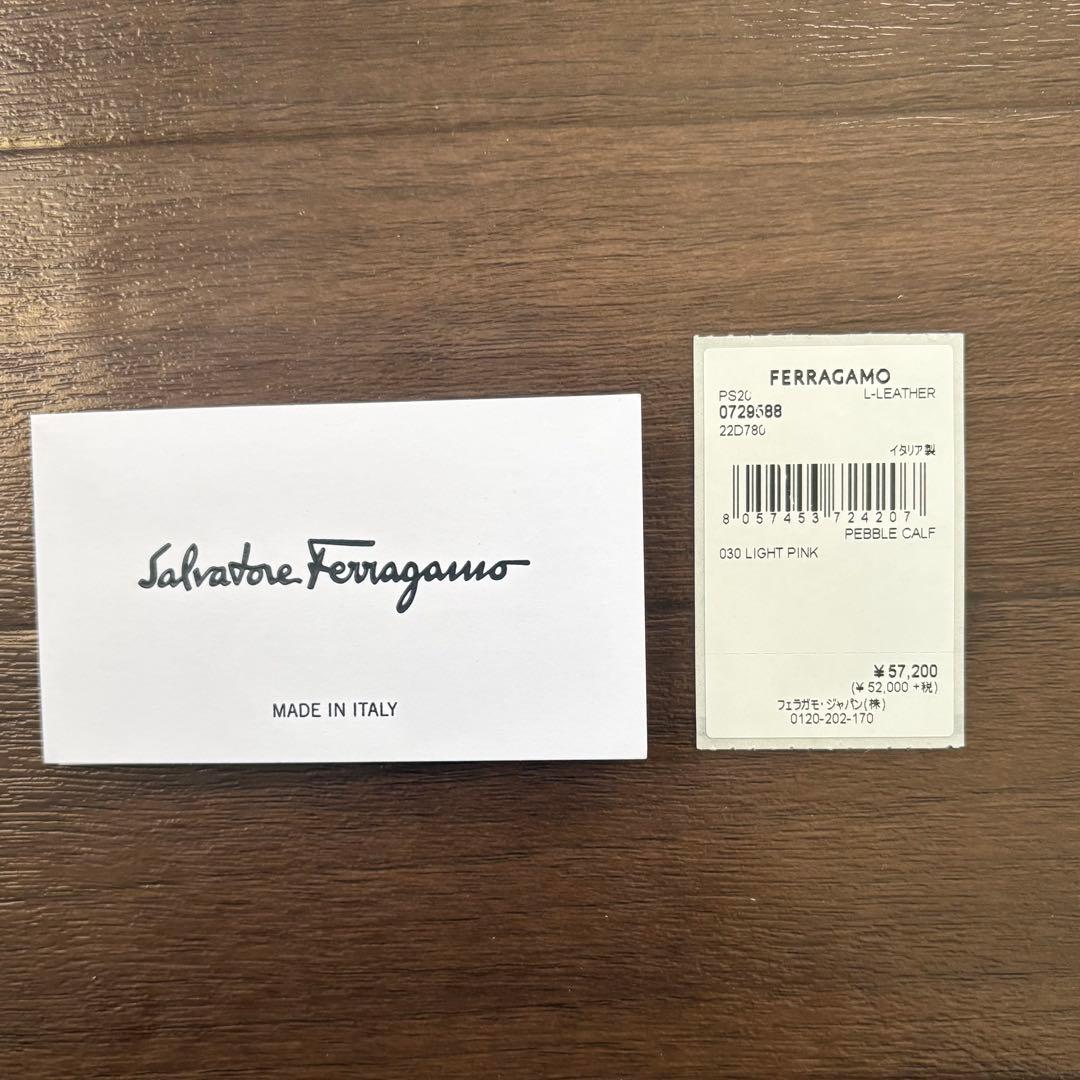 Salvatore Ferragamo
MADE IN ITALY
FERRAGAMO
PS20 L-LEATHER
0729588
22D780
イタリア製
8 057453 724207
PEBBLE CALF
030 LIGHT PINK
¥57,200
(¥52,000+税)
フェラガモ・ジャパン(株)
0120-202-170